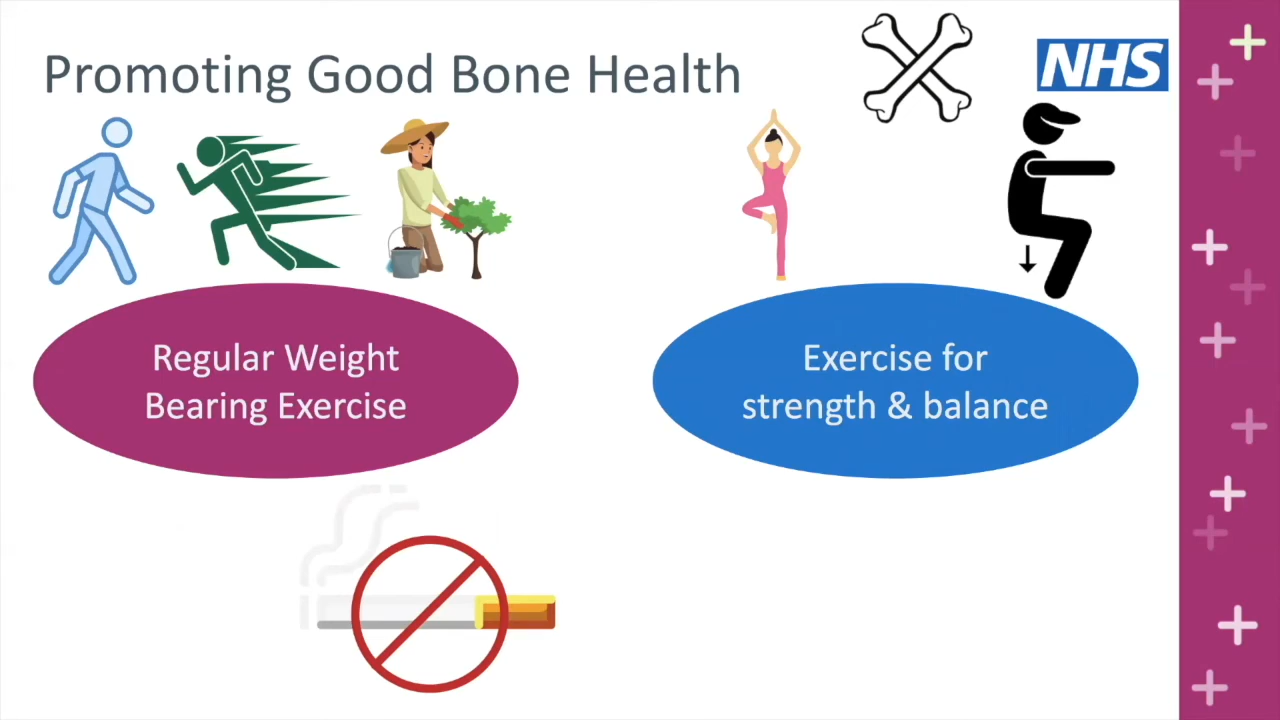 Promoting Good Bone Health
NHS
Regular Weight
Bearing Exercise
Exercise for
strength & balance